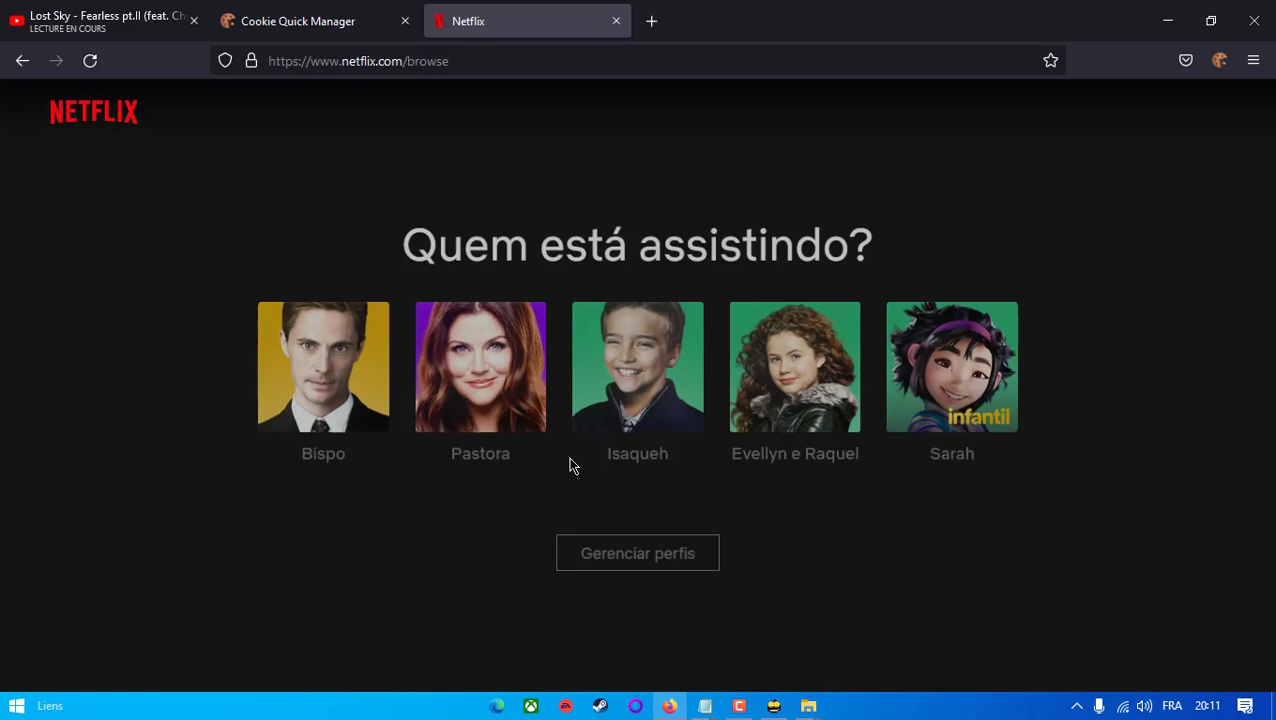 Lost Sky - Fearless pt.II (feat. Ch
LECTURE EN COURS
Cookie Quick Manager
Netflix
https://www.netflix.com/browse
NETFLIX
Quem está assistindo?
infantil
Bispo
Pastora
Isaqueh
Evellyn e Raquel
Sarah
Gerenciar perfis
Liens
EA
FRA
20:11